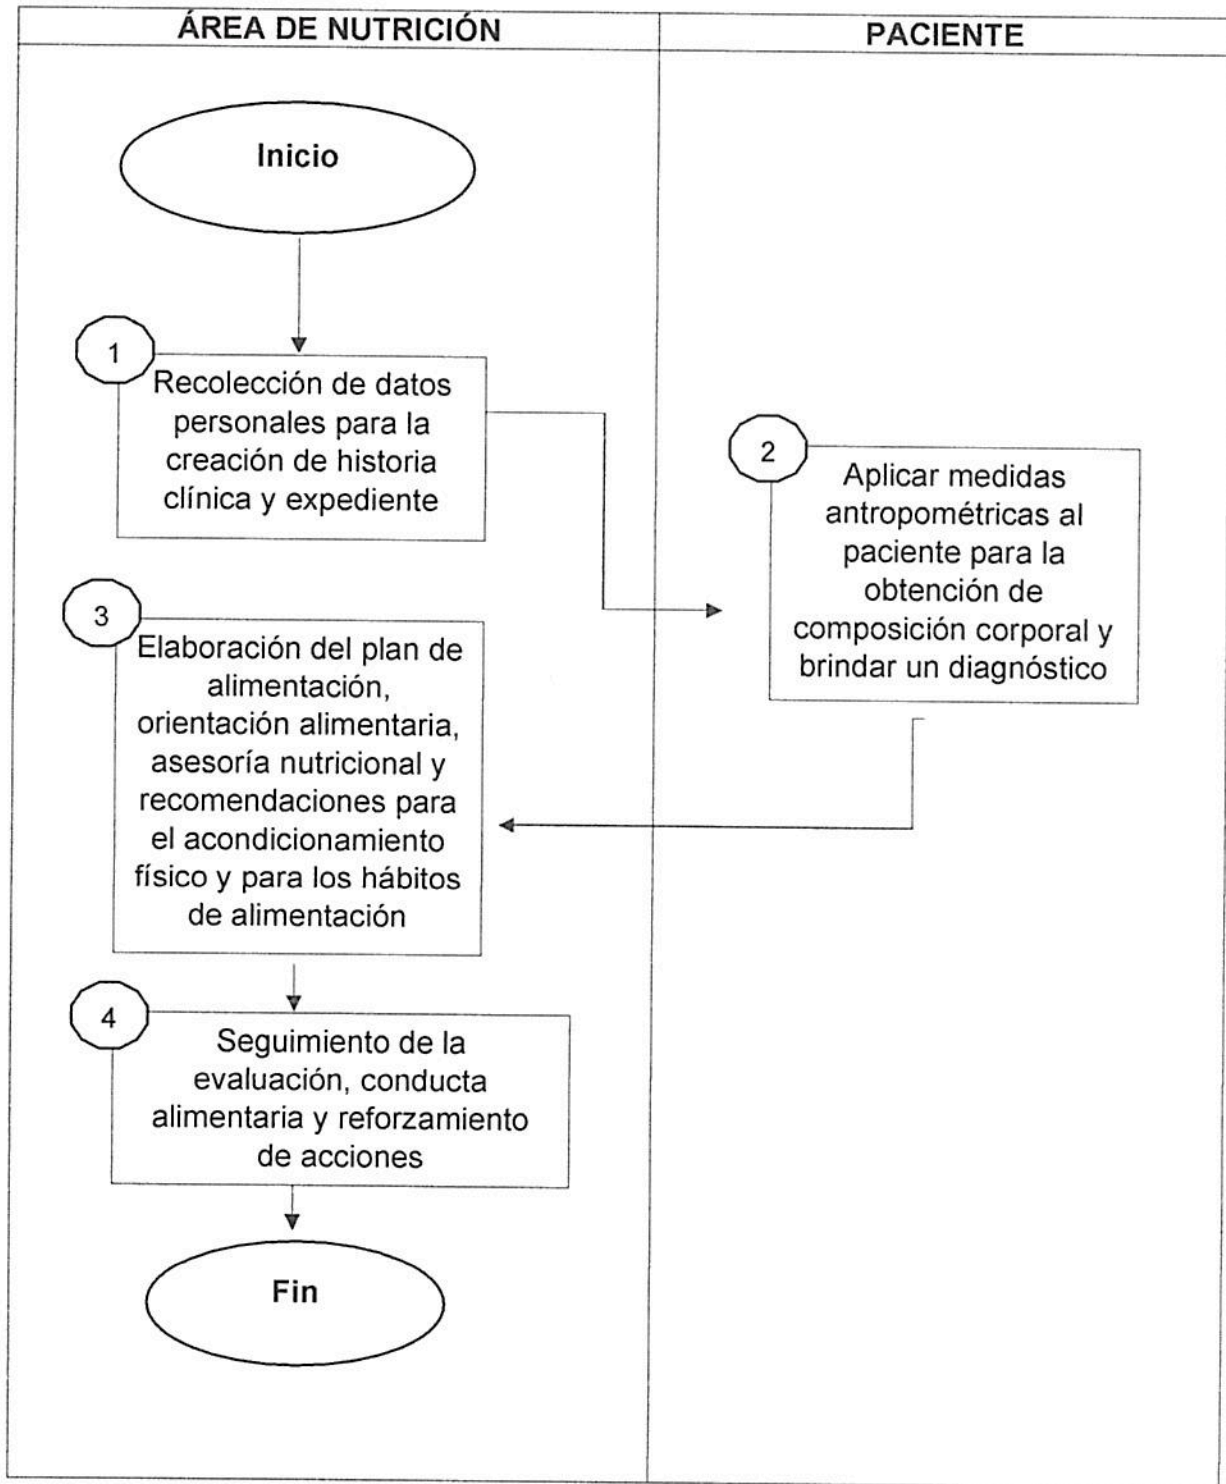 ÁREA DE NUTRICIÓN
PACIENTE
Inicio
1
Recolección de datos
personales para la
creación de historia
clínica y expediente
2
Aplicar medidas
antropométricas al
paciente para la
obtención de
composición corporal y
brindar un diagnóstico
3
Elaboración del plan de
alimentación,
orientación alimentaria,
asesoría nutricional y
recomendaciones para
el acondicionamiento
físico y para los hábitos
de alimentación
4
Seguimiento de la
evaluación, conducta
alimentaria y reforzamiento
de acciones
Fin